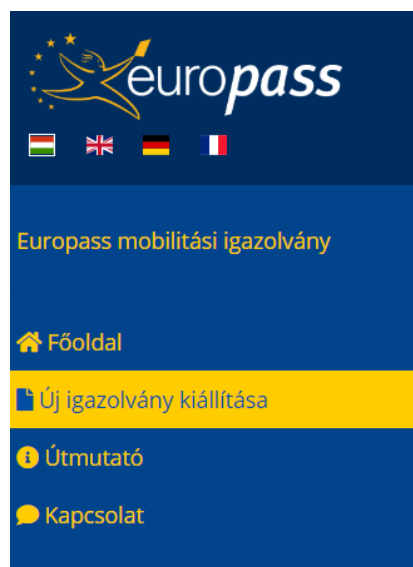 europass
Europass mobilitási igazolvány
Főoldal
Új igazolvány kiállítása
Útmutató
Kapcsolat